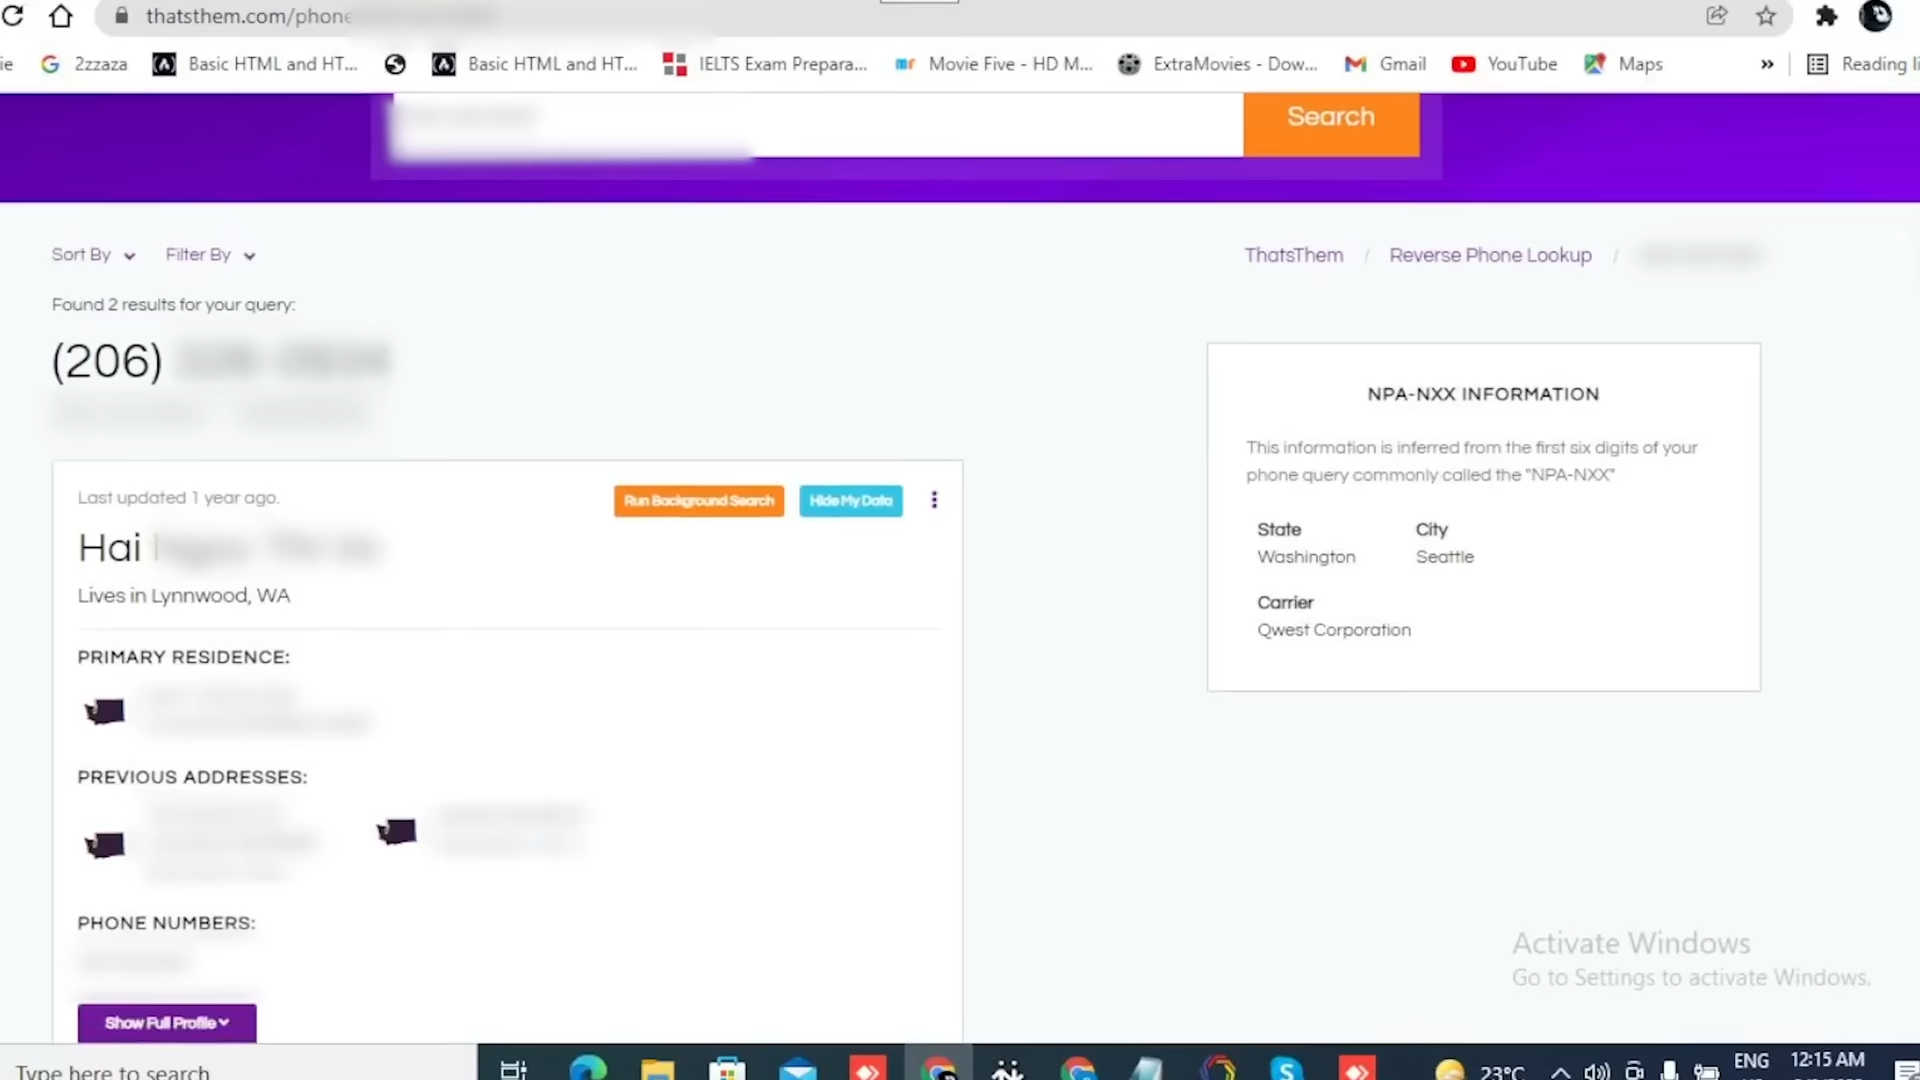 thatsthem.com/phone
ie 2zzaza Basic HTML and HT... Basic HTML and HT... IELTS Exam Prepara... Movie Five - HD M... ExtraMovies - Dow... Gmail YouTube Maps » Reading li
Search
Sort By Filter By
ThatsThem / Reverse Phone Lookup /
Found 2 results for your query:
(206)
NPA-NXX INFORMATION
This information is inferred from the first six digits of your
phone query commonly called the "NPA-NXX"
State City
Washington Seattle
Carrier
Qwest Corporation
Last updated 1 year ago.
Run Background Search Hide My Data
Hai
Lives in Lynnwood, WA
PRIMARY RESIDENCE:
PREVIOUS ADDRESSES:
PHONE NUMBERS:
Show Full Profile
Activate Windows
Go to Settings to activate Windows.
Type here to search
23°C ENG 12:15 AM